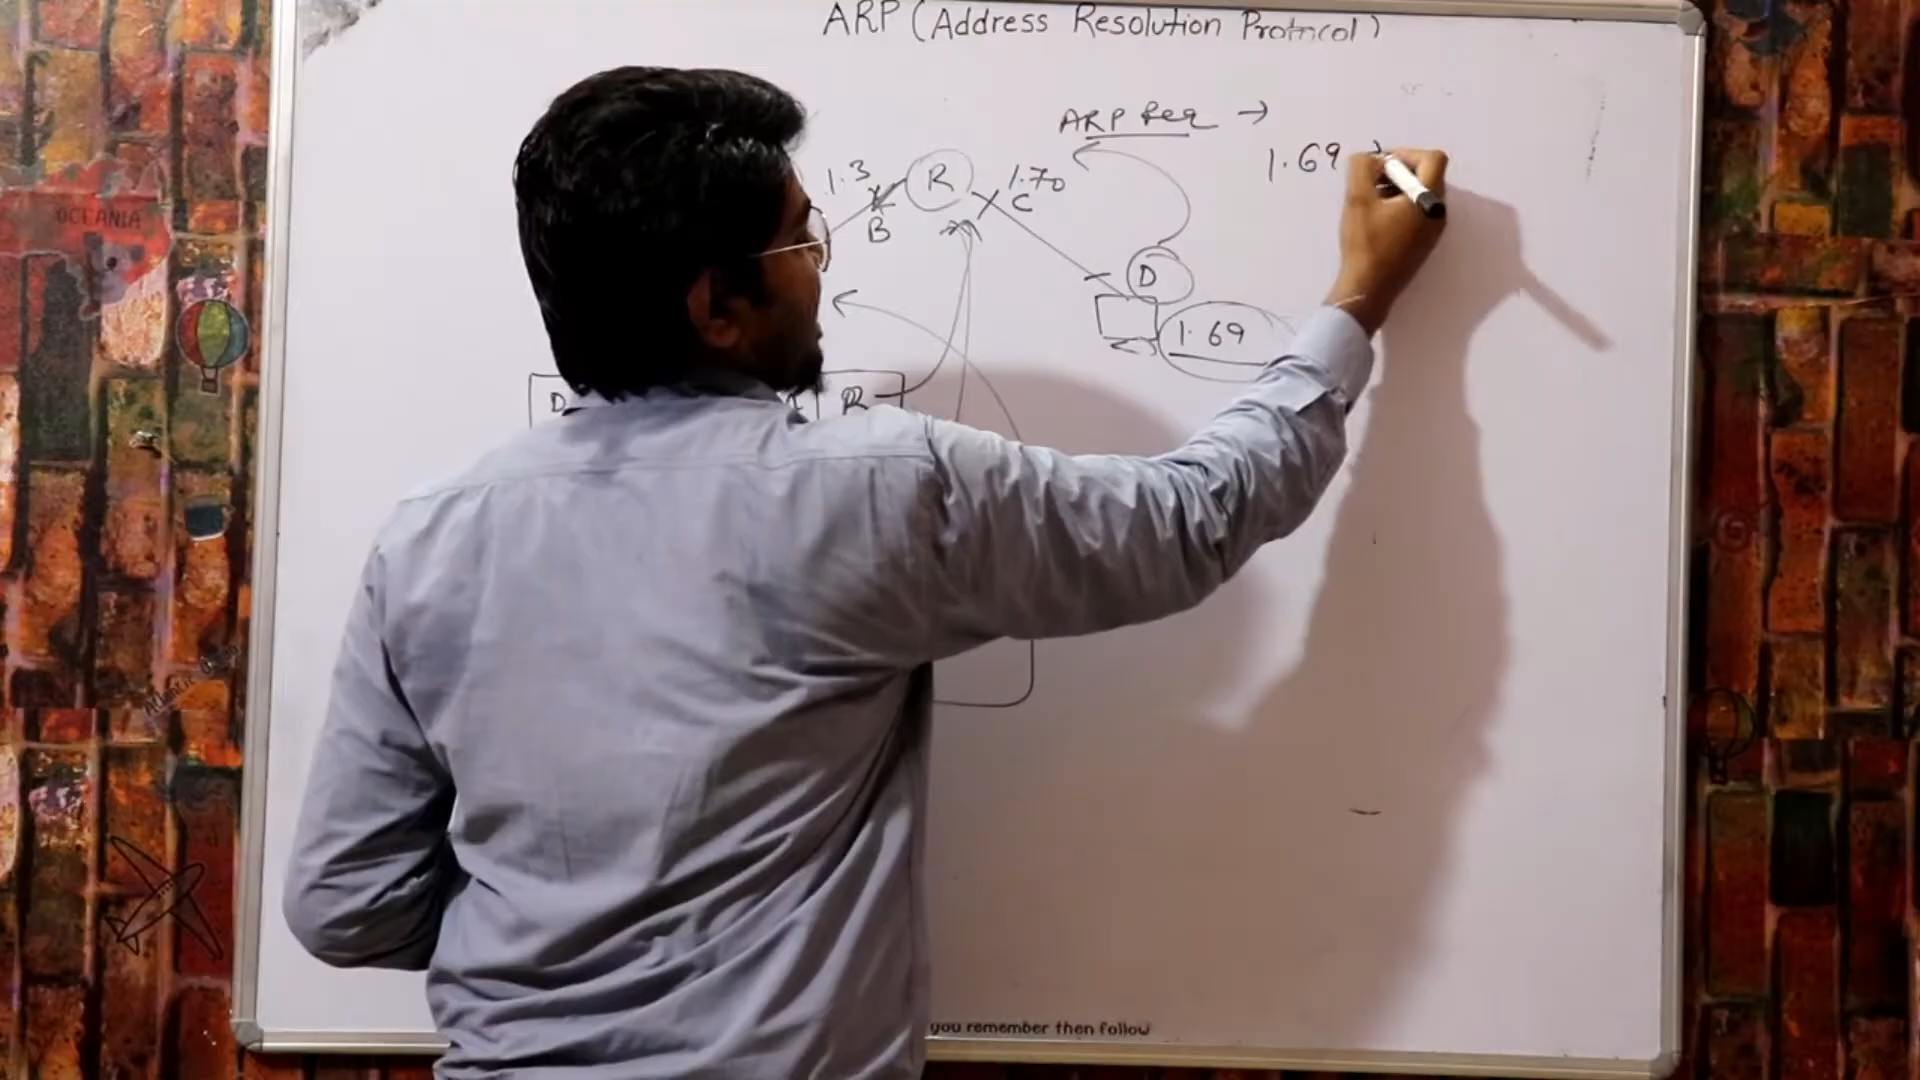 ARP (Address Resolution Protocol)
ARP Req →
1.69
1.3
R
1.70
B
C
D
1.69
D
R
you remember then follow
OCEANIA